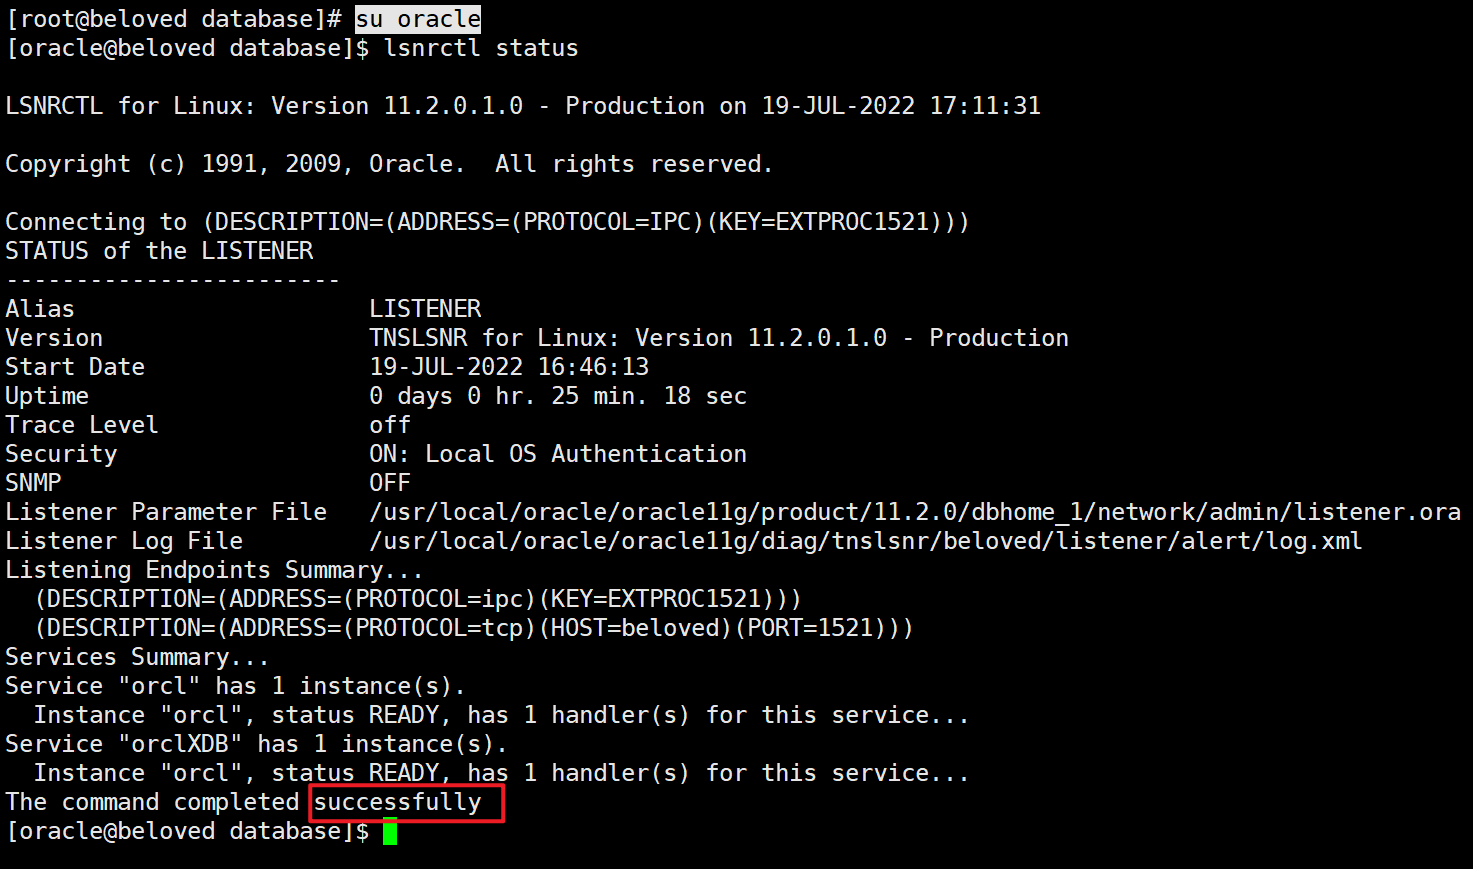 [root@beloved database]# su oracle
[oracle@beloved database]$ lsnrctl status
LSNRCTL for Linux: Version 11.2.0.1.0 - Production on 19-JUL-2022 17:11:31
Copyright (c) 1991, 2009, Oracle.  All rights reserved.
Connecting to (DESCRIPTION=(ADDRESS=(PROTOCOL=IPC)(KEY=EXTPROC1521)))
STATUS of the LISTENER
------------------------
Alias                     LISTENER
Version                   TNSLSNR for Linux: Version 11.2.0.1.0 - Production
Start Date                19-JUL-2022 16:46:13
Uptime                    0 days 0 hr. 25 min. 18 sec
Trace Level               off
Security                  ON: Local OS Authentication
SNMP                      OFF
Listener Parameter File   /usr/local/oracle/oracle11g/product/11.2.0/dbhome_1/network/admin/listener.ora
Listener Log File         /usr/local/oracle/oracle11g/diag/tnslsnr/beloved/listener/alert/log.xml
Listening Endpoints Summary...
  (DESCRIPTION=(ADDRESS=(PROTOCOL=ipc)(KEY=EXTPROC1521)))
  (DESCRIPTION=(ADDRESS=(PROTOCOL=tcp)(HOST=beloved)(PORT=1521)))
Services Summary...
Service "orcl" has 1 instance(s).
  Instance "orcl", status READY, has 1 handler(s) for this service...
Service "orclXDB" has 1 instance(s).
  Instance "orcl", status READY, has 1 handler(s) for this service...
The command completed successfully
[oracle@beloved database]$